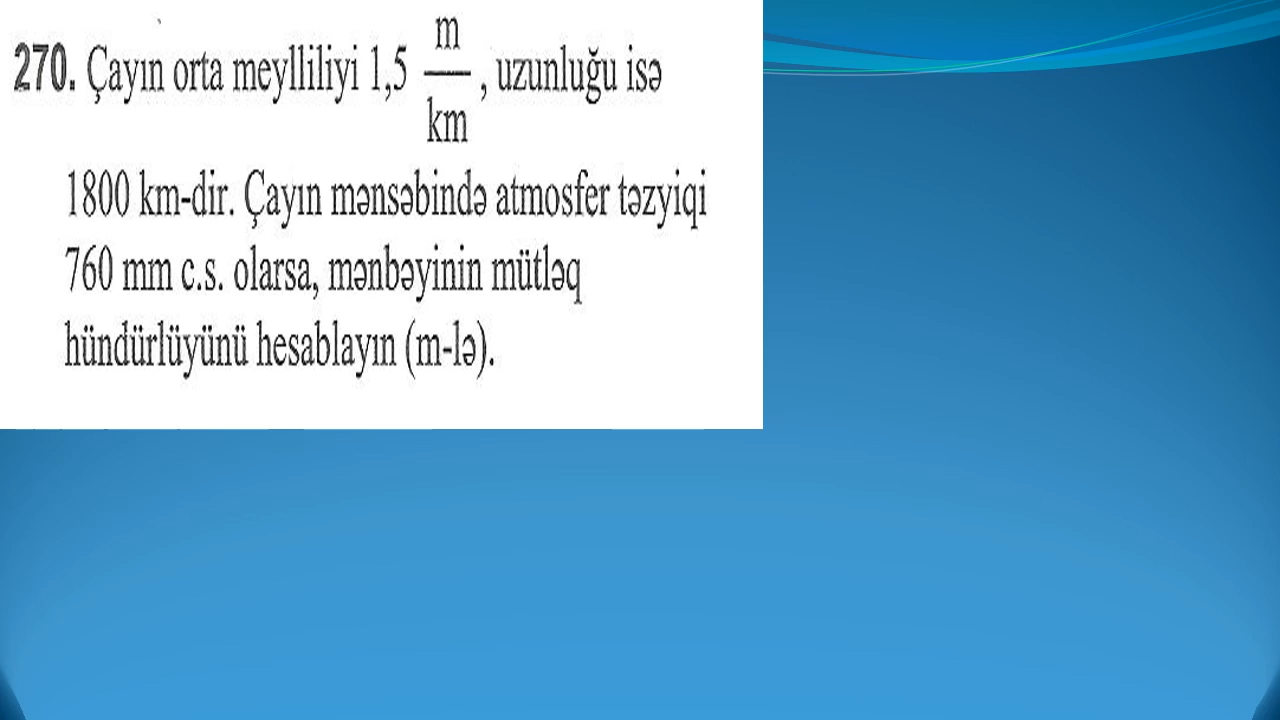 270. Çayın orta meylliliyi 1,5 m/km, uzunluğu isə
1800 km-dir. Çayın mənsəbində atmosfer təzyiqi
760 mm c.s. olarsa, mənbəyinin mütləq
hündürlüyünü hesablayın (m-lə).